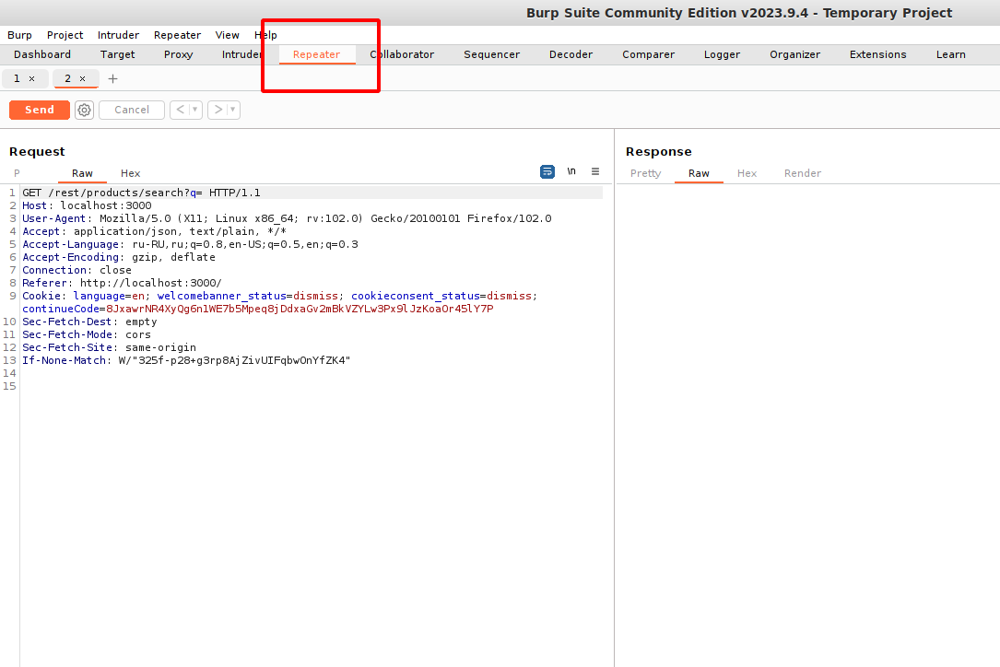 Burp Suite Community Edition v2023.9.4 - Temporary Project
Burp Project Intruder Repeater View Help
Dashboard Target Proxy Intruder Repeater Collaborator Sequencer Decoder Comparer Logger Organizer Extensions Learn
1 × 2 × +
Send Cancel < ▾ > ▾
Request
P Raw Hex \n ≡
1 GET /rest/products/search?q= HTTP/1.1
2 Host: localhost:3000
3 User-Agent: Mozilla/5.0 (X11; Linux x86_64; rv:102.0) Gecko/20100101 Firefox/102.0
4 Accept: application/json, text/plain, */*
5 Accept-Language: ru-RU,ru;q=0.8,en-US;q=0.5,en;q=0.3
6 Accept-Encoding: gzip, deflate
7 Connection: close
8 Referer: http://localhost:3000/
9 Cookie: language=en; welcomebanner_status=dismiss; cookieconsent_status=dismiss;
continueCode=8JxawrNR4XyQg6n1WE7b5Mpeq8jDdxaGv2mBkVZYLw3Px9lJzKoaOr45lY7P
10 Sec-Fetch-Dest: empty
11 Sec-Fetch-Mode: cors
12 Sec-Fetch-Site: same-origin
13 If-None-Match: W/"325f-p28+g3rp8AjZivUIFqbwOnYfZK4"
14
15
Response
Pretty Raw Hex Render